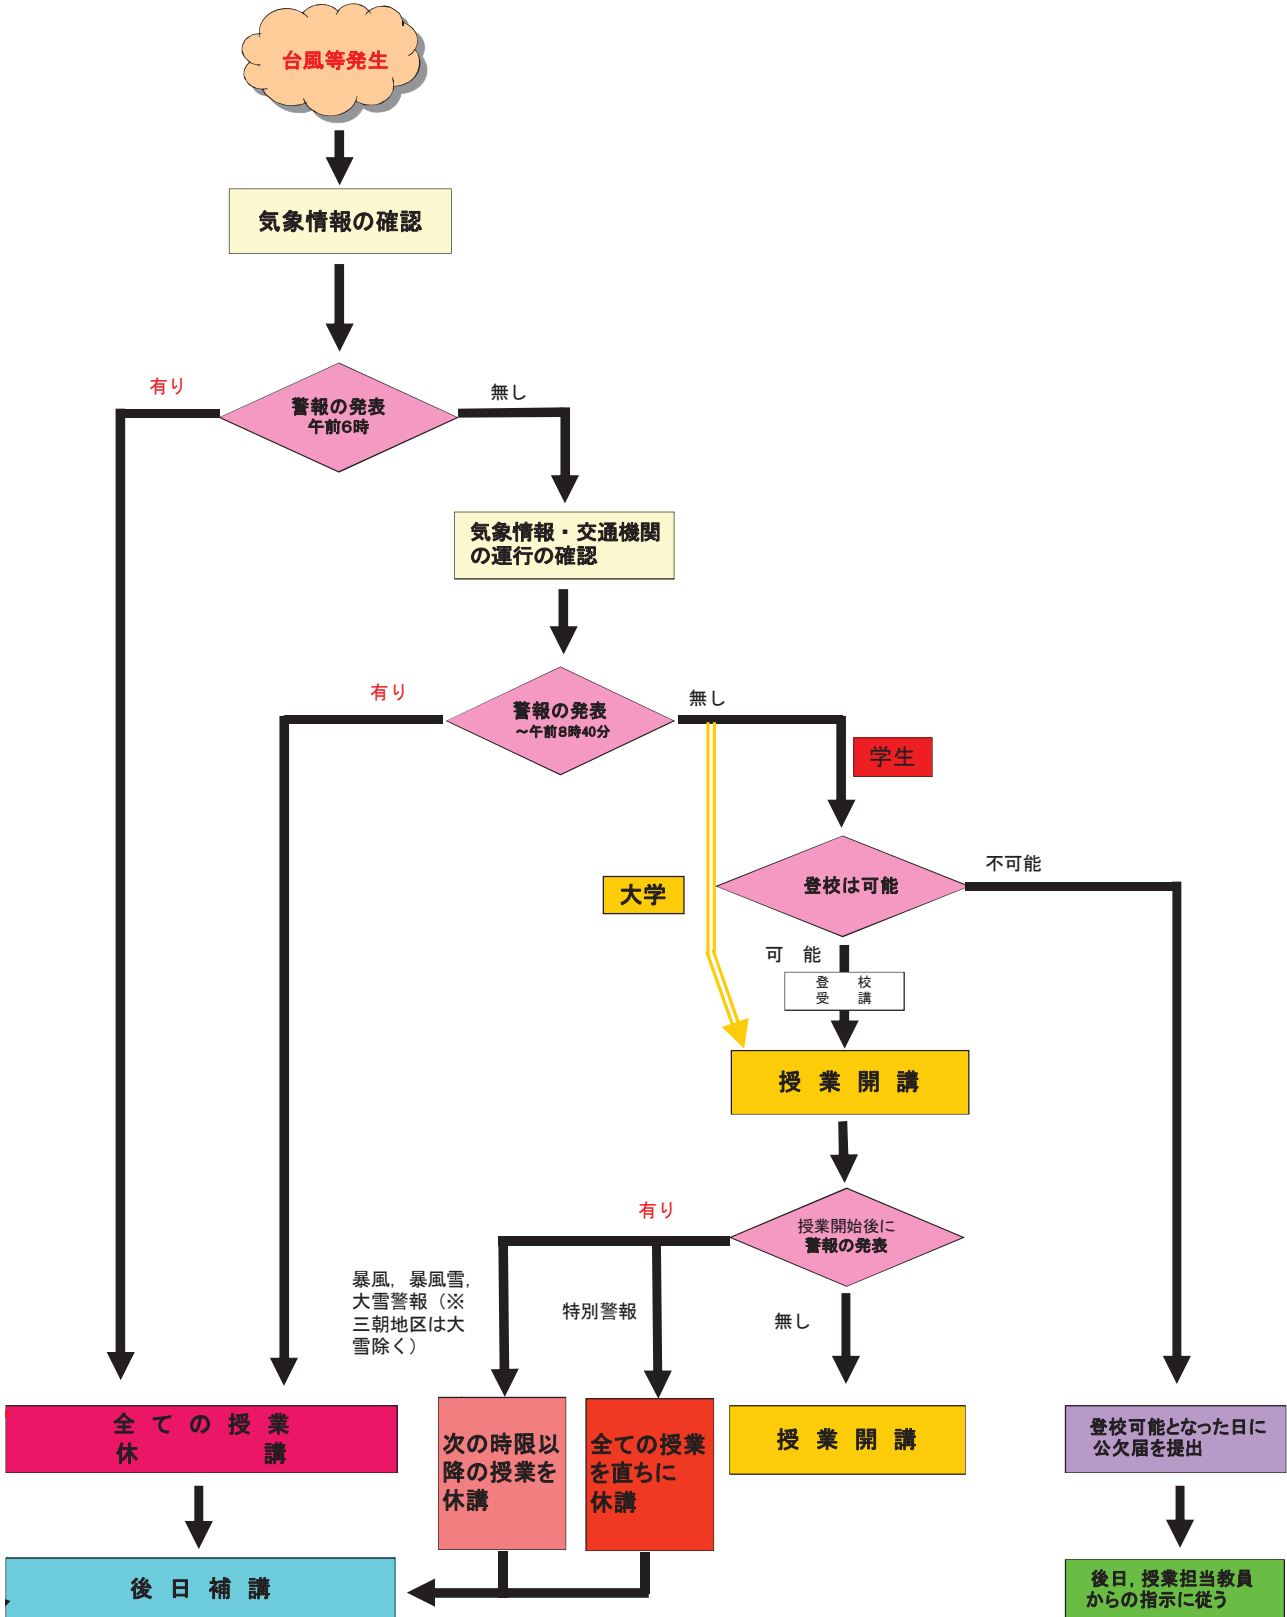 台風等発生
気象情報の確認
有り
無し
警報の発表
午前6時
気象情報・交通機関
の運行の確認
有り
無し
警報の発表
～午前8時40分
学生
大学
登校は可能
不可能
可 能
登 校
受 講
授 業 開 講
有り
授業開始後に
警報の発表
暴風，暴風雪，
大雪警報（※
三朝地区は大
雪除く）
特別警報
無し
全 て の 授 業
休 講
次の時限以
降の授業を
休講
全ての授業
を直ちに
休講
授 業 開 講
登校可能となった日に
公欠届を提出
後 日 補 講
後日，授業担当教員
からの指示に従う